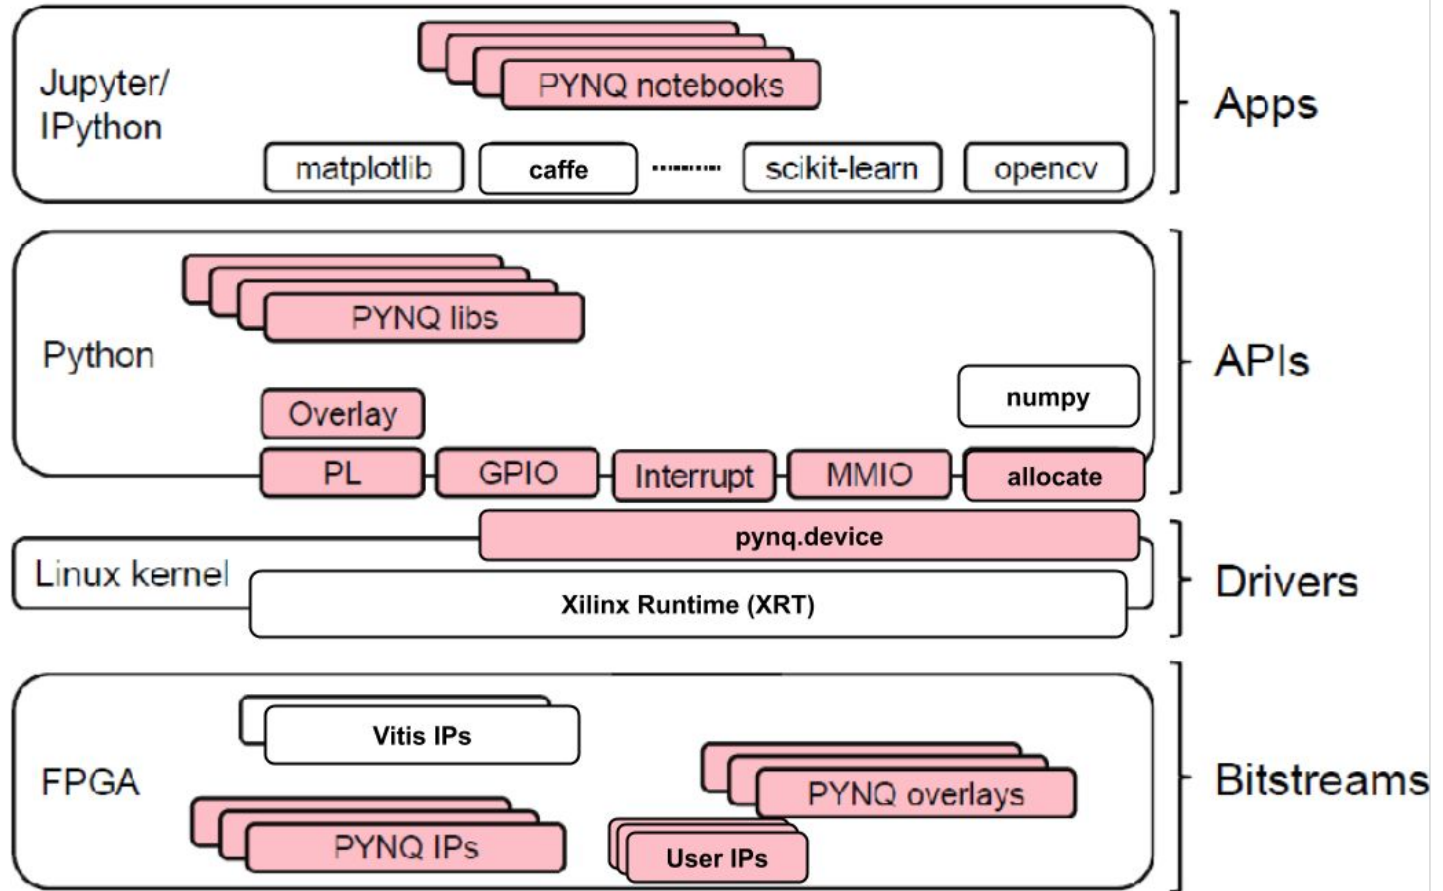 Jupyter/
IPython
PYNQ notebooks
matplotlib
caffe
scikit-learn
opencv
Apps
Python
PYNQ libs
Overlay
numpy
PL
GPIO
Interrupt
MMIO
allocate
APIs
Linux kernel
pynq.device
Xilinx Runtime (XRT)
Drivers
FPGA
Vitis IPs
PYNQ overlays
PYNQ IPs
User IPs
Bitstreams